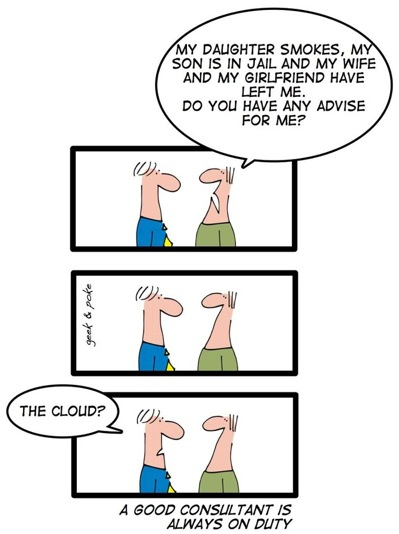 MY DAUGHTER SMOKES, MY
SON IS IN JAIL AND MY WIFE
AND MY GIRLFRIEND HAVE
LEFT ME.
DO YOU HAVE ANY ADVISE
FOR ME?
geek & poke
THE CLOUD?
A GOOD CONSULTANT IS
ALWAYS ON DUTY